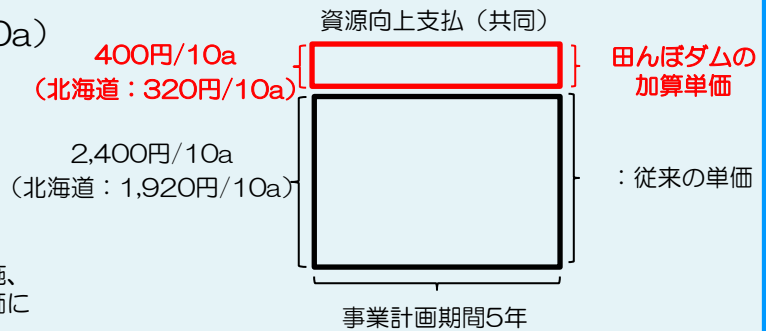 0a）
資源向上支払（共同）
400円/10a
（北海道：320円/10a）
田んぼダムの
加算単価
2,400円/10a
（北海道：1,920円/10a）
：従来の単価
、
に
事業計画期間5年